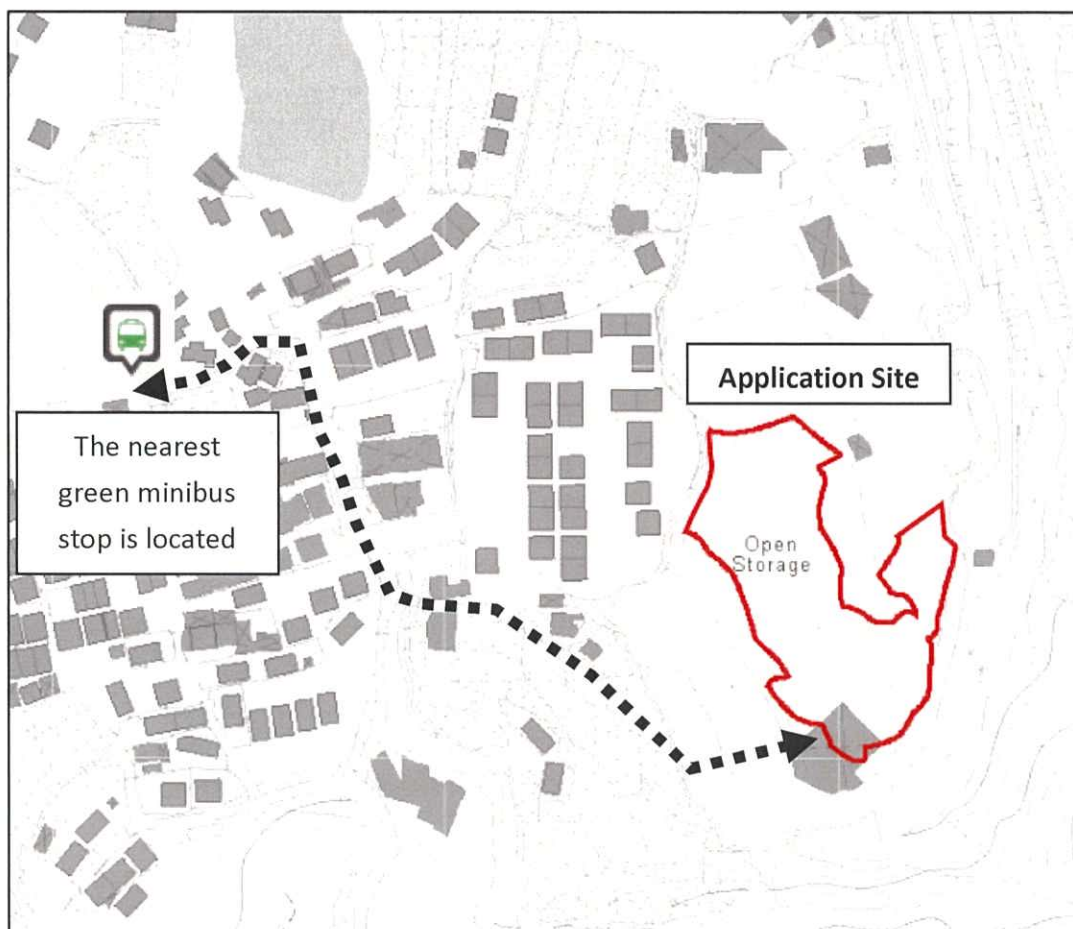 Application Site
The nearest
green minibus
stop is located
Open
Storage